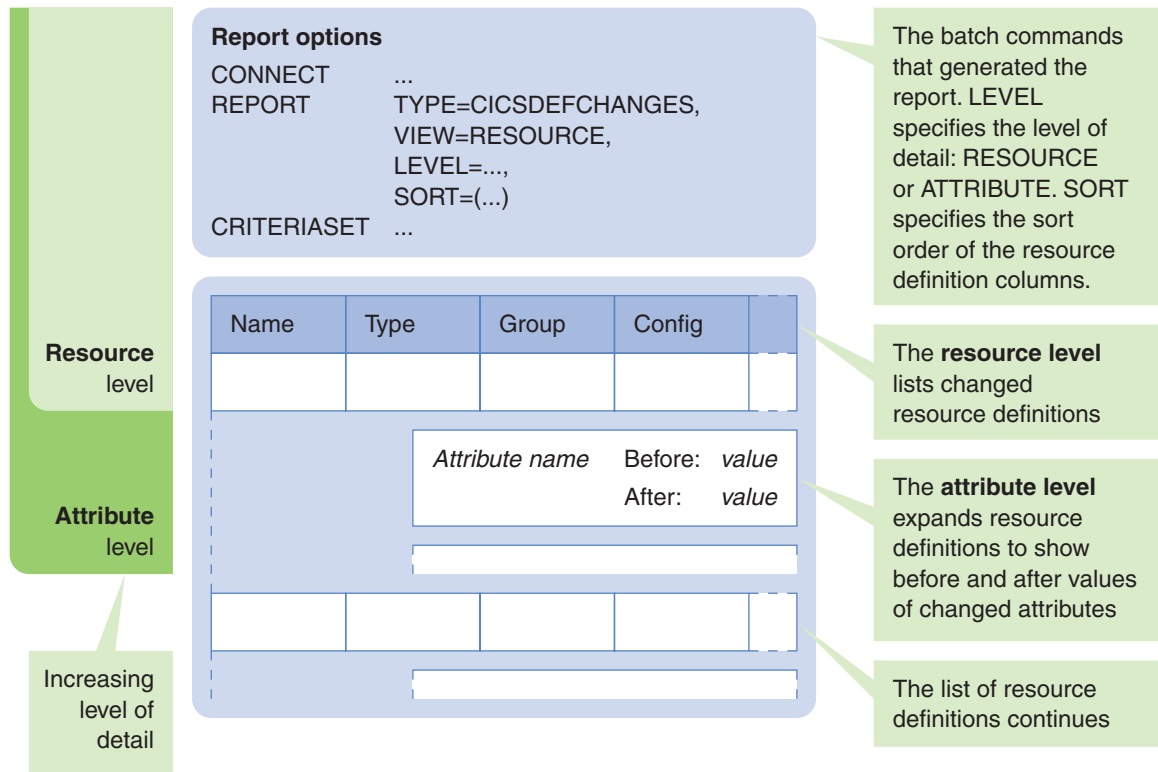 Report options
CONNECT ...
REPORT TYPE=CICSDEFCHANGES,
VIEW=RESOURCE,
LEVEL=...,
SORT=(...)
CRITERIASET ...
The batch commands
that generated the
report. LEVEL
specifies the level of
detail: RESOURCE
or ATTRIBUTE. SORT
specifies the sort
order of the resource
definition columns.
Name Type Group Config
Resource
level
The resource level
lists changed
resource definitions
Attribute name Before: value
After: value
Attribute
level
The attribute level
expands resource
definitions to show
before and after values
of changed attributes
Increasing
level of
detail
The list of resource
definitions continues